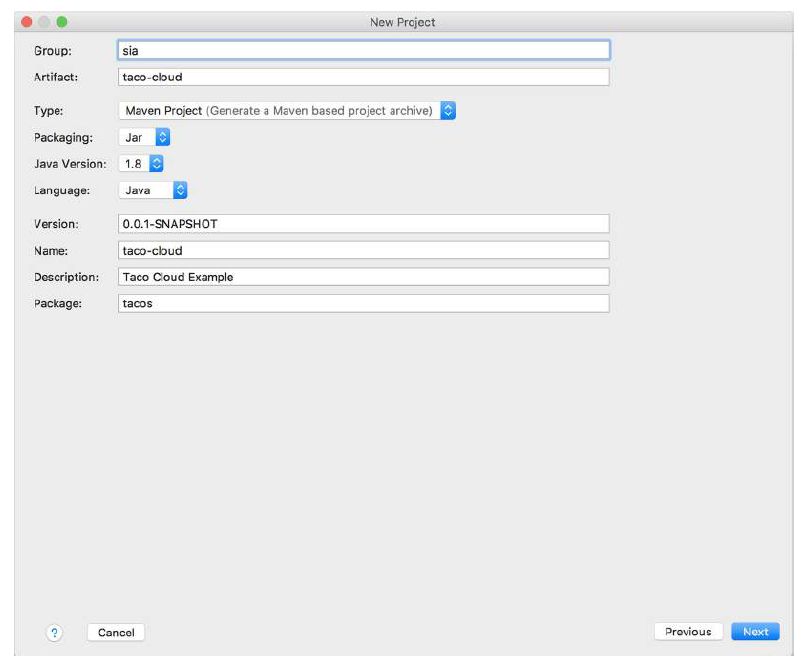 New Project
Group: sia
Artifact: taco-cloud
Type: Maven Project (Generate a Maven based project archive)
Packaging: Jar
Java Version: 1.8
Language: Java
Version: 0.0.1-SNAPSHOT
Name: taco-cloud
Description: Taco Cloud Example
Package: tacos
? Cancel Previous Next